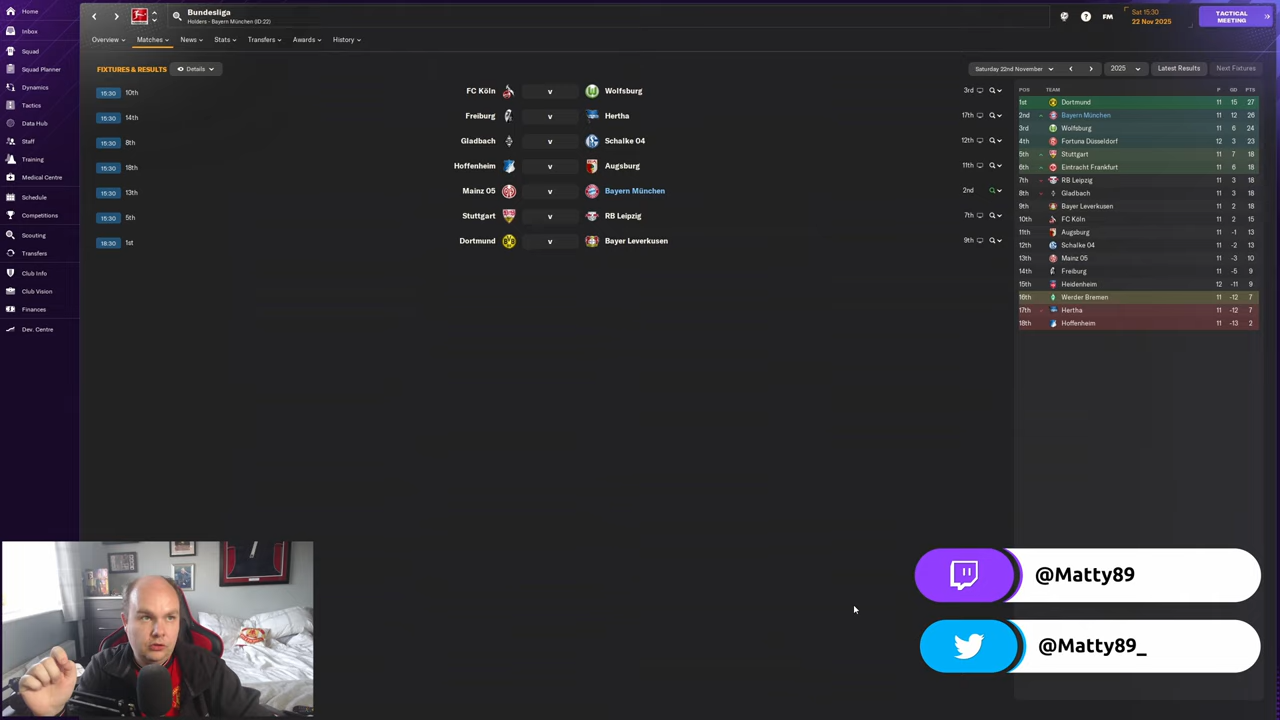 Home
Inbox
Squad
Squad Planner
Dynamics
Tactics
Data Hub
Staff
Training
Medical Centre
Schedule
Competitions
Scouting
Transfers
Club Info
Club Vision
Finances
Dev. Centre
Bundesliga
Holders - Bayern München (ID:22)
FM
Sat 15:30
22 Nov 2025
TACTICAL
MEETING
Overview Matches News Stats Transfers Awards History
FIXTURES & RESULTS Details
Saturday 22nd November 2025 Latest Results Next Fixtures
15:30 10th FC Köln v Wolfsburg 3rd
15:30 14th Freiburg v Hertha 17th
15:30 8th Gladbach v Schalke 04 12th
15:30 18th Hoffenheim v Augsburg 11th
15:30 13th Mainz 05 v Bayern München 2nd
15:30 5th Stuttgart v RB Leipzig 7th
18:30 1st Dortmund v Bayer Leverkusen 9th
POS TEAM P GD PTS
1st Dortmund 11 15 27
2nd Bayern München 11 12 26
3rd Wolfsburg 11 6 24
4th Fortuna Düsseldorf 12 3 23
5th Stuttgart 11 7 18
6th Eintracht Frankfurt 11 6 18
7th RB Leipzig 11 3 18
8th Gladbach 11 3 18
9th Bayer Leverkusen 11 2 18
10th FC Köln 11 2 15
11th Augsburg 11 -1 13
12th Schalke 04 11 -2 13
13th Mainz 05 11 -3 10
14th Freiburg 11 -5 9
15th Heidenheim 12 -11 9
16th Werder Bremen 11 -12 7
17th Hertha 11 -12 7
18th Hoffenheim 11 -13 2
@Matty89
@Matty89_